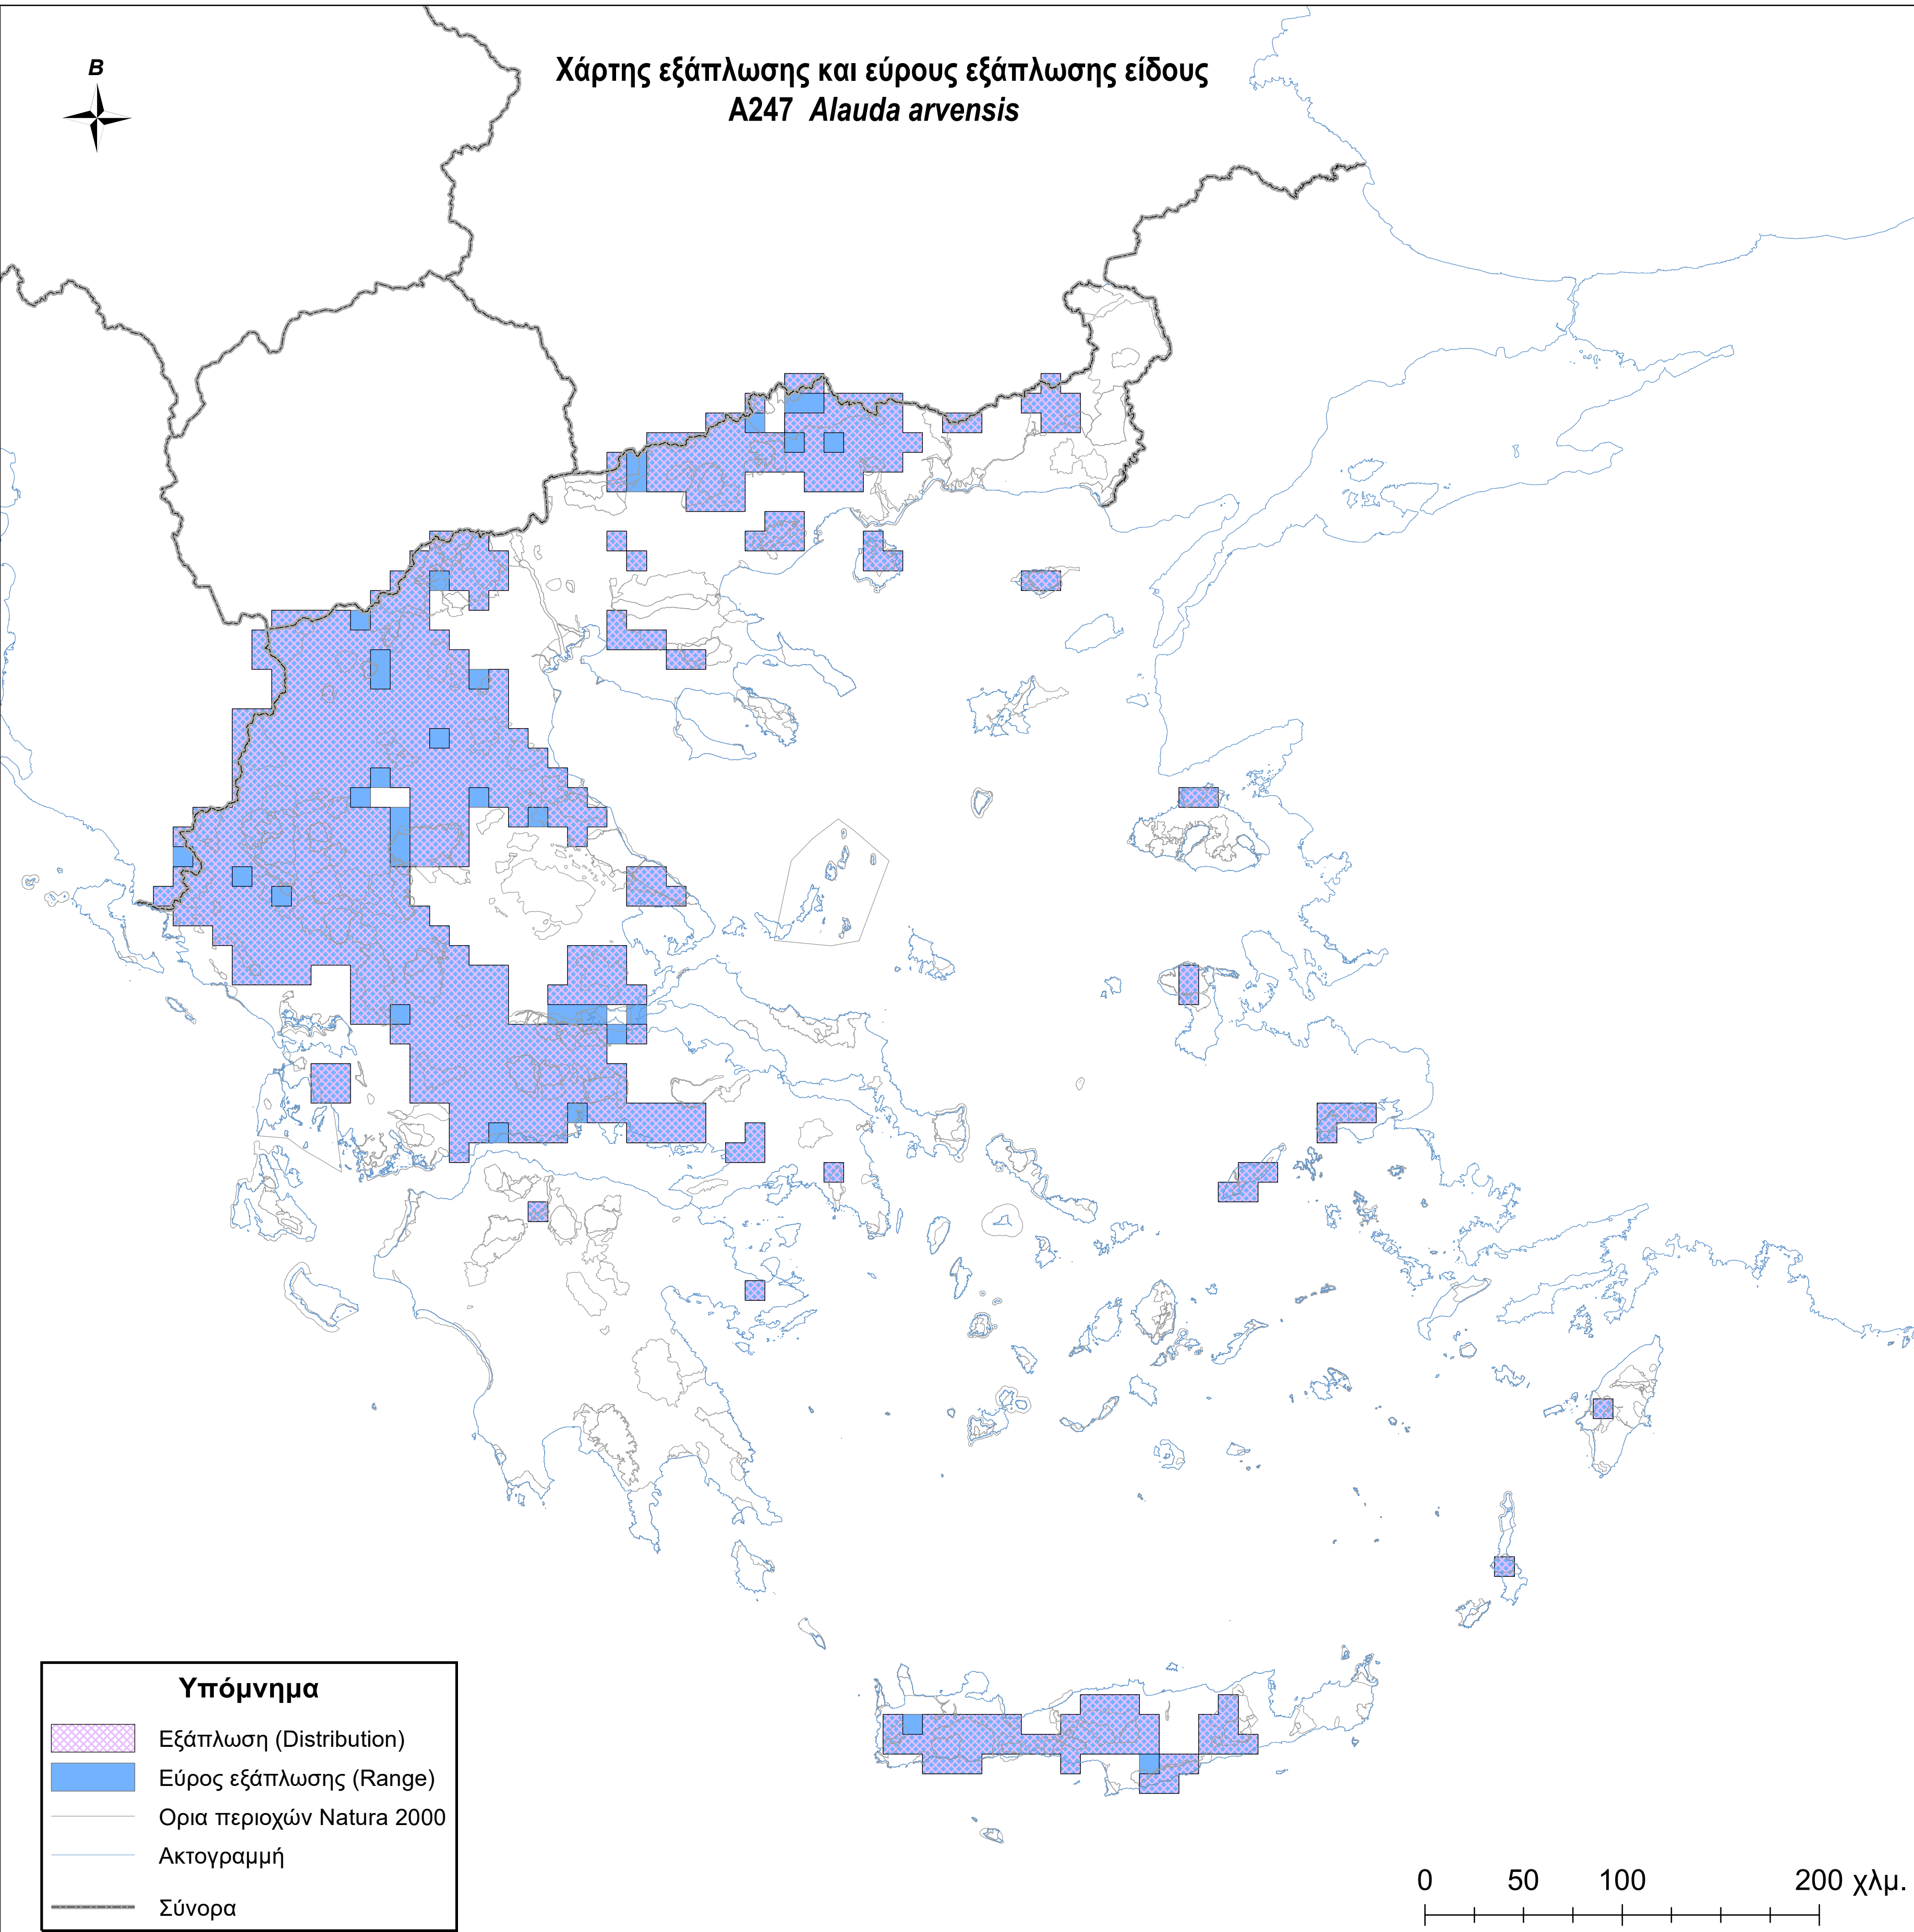 Χάρτης εξάπλωσης και εύρους εξάπλωσης είδους
A247 Alauda arvensis
Β
Υπόμνημα
Εξάπλωση (Distribution)
Εύρος εξάπλωσης (Range)
Ορια περιοχών Natura 2000
Ακτογραμμή
Σύνορα
0 50 100 200 χλμ.